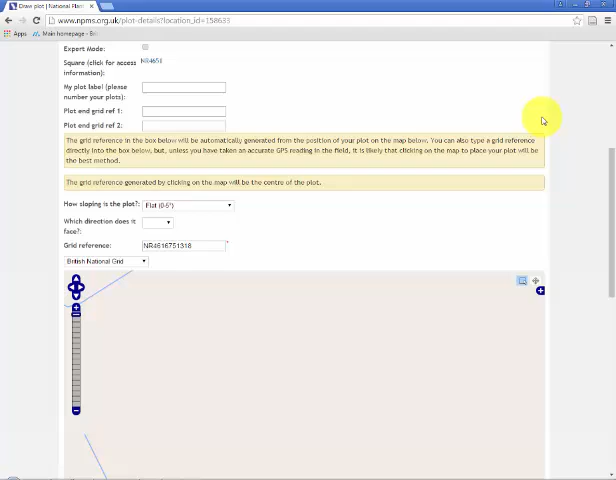 Draw plot | National Plan
www.npms.org.uk/plot-details?location_id=158633
Apps
Main homepage - Bris
Expert Mode:
Square (click for access
information):
NR4651
My plot label (please
number your plots):
Plot end grid ref 1:
Plot end grid ref 2:
The grid reference in the box below will be automatically generated from the position of your plot on the map below. You can also type a grid reference
directly into the box below, but, unless you have taken an accurate GPS reading in the field, it is likely that clicking on the map to place your plot will be
the best method.
The grid reference generated by clicking on the map will be the centre of the plot.
How sloping is the plot?:
Flat (0-5°)
Which direction does it
face?:
Grid reference:
NR4616751318
*
British National Grid